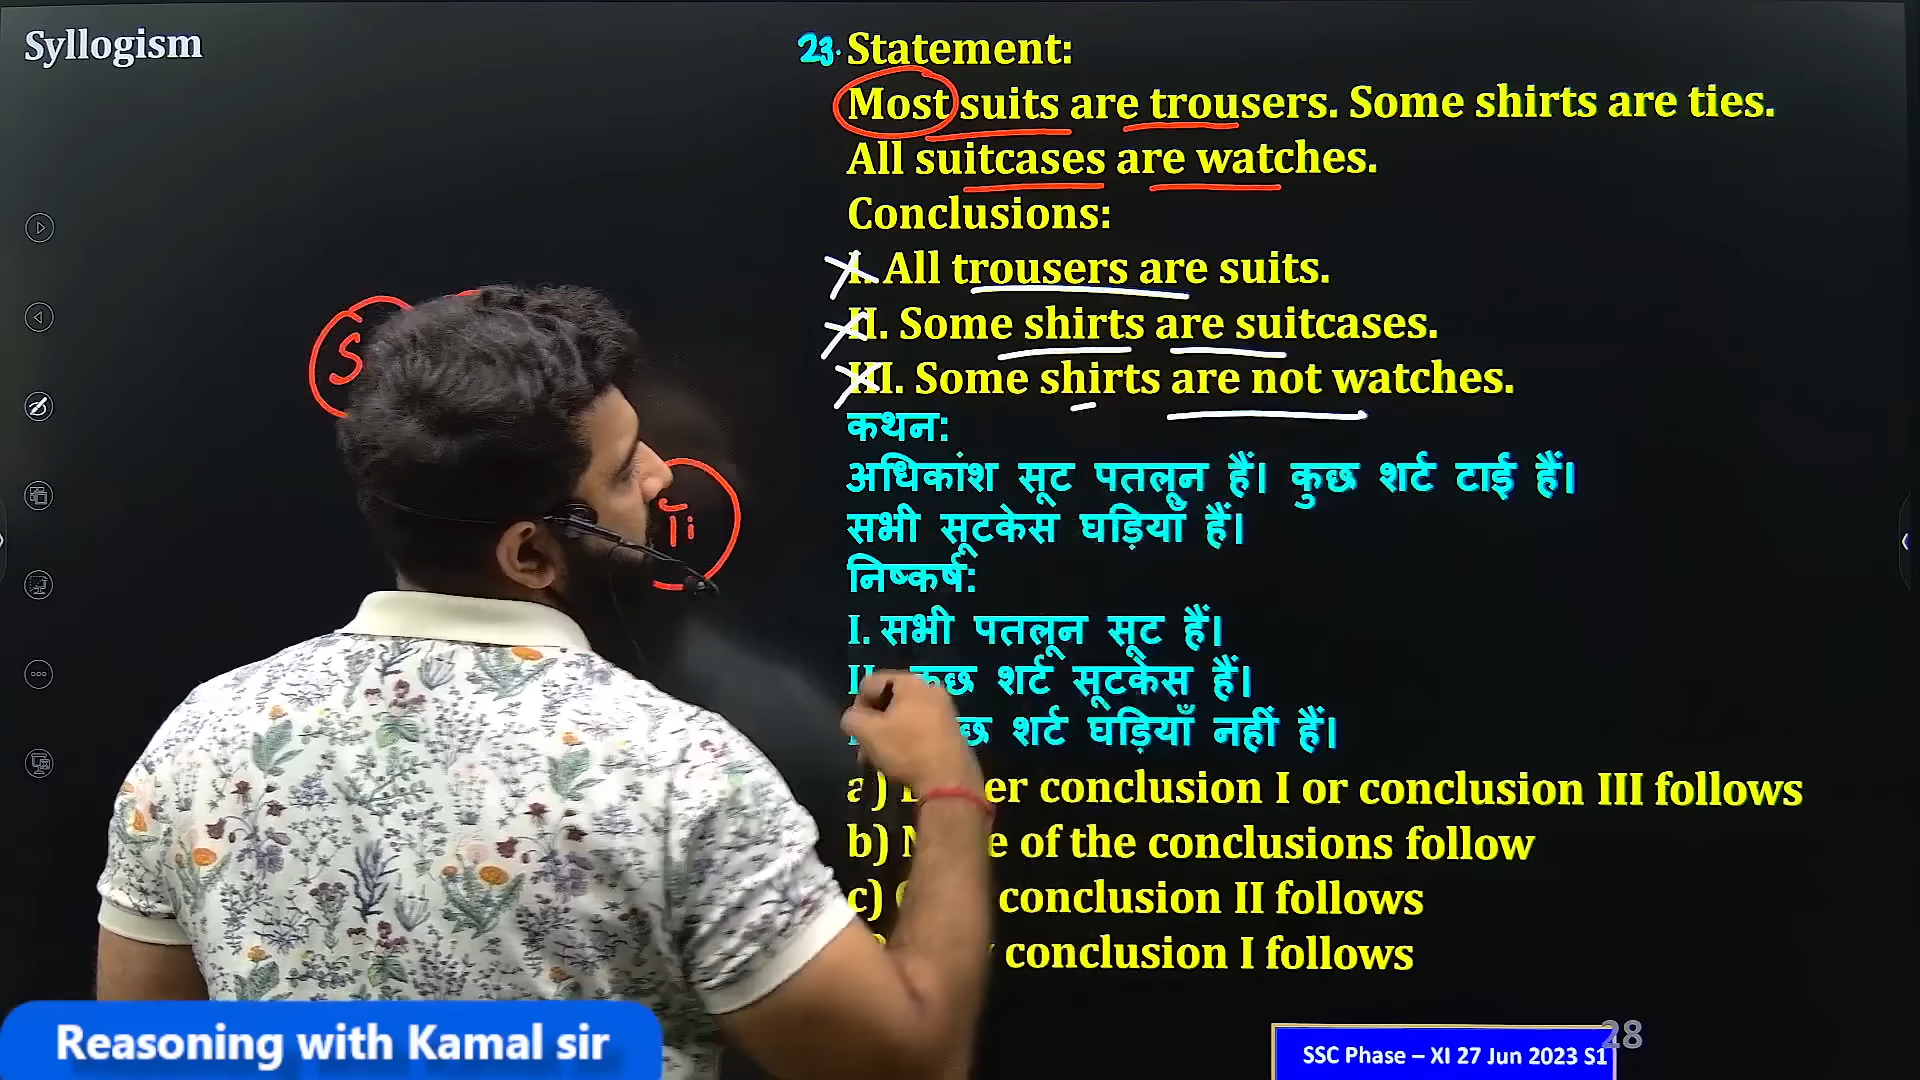 Syllogism
23. Statement:
Most suits are trousers. Some shirts are ties.
All suitcases are watches.
Conclusions:
I. All trousers are suits.
II. Some shirts are suitcases.
III. Some shirts are not watches.
कथन:
अधिकांश सूट पतलून हैं। कुछ शर्ट टाई हैं।
सभी सूटकेस घड़ियाँ हैं।
निष्कर्ष:
I. सभी पतलून सूट हैं।
शर्ट सूटकेस हैं।
शर्ट घड़ियाँ नहीं हैं।
a) conclusion I or conclusion III follows
b) of the conclusions follow
c) conclusion II follows
conclusion I follows
S
Ti
Reasoning with Kamal sir
SSC Phase – XI 27 Jun 2023 S1
28